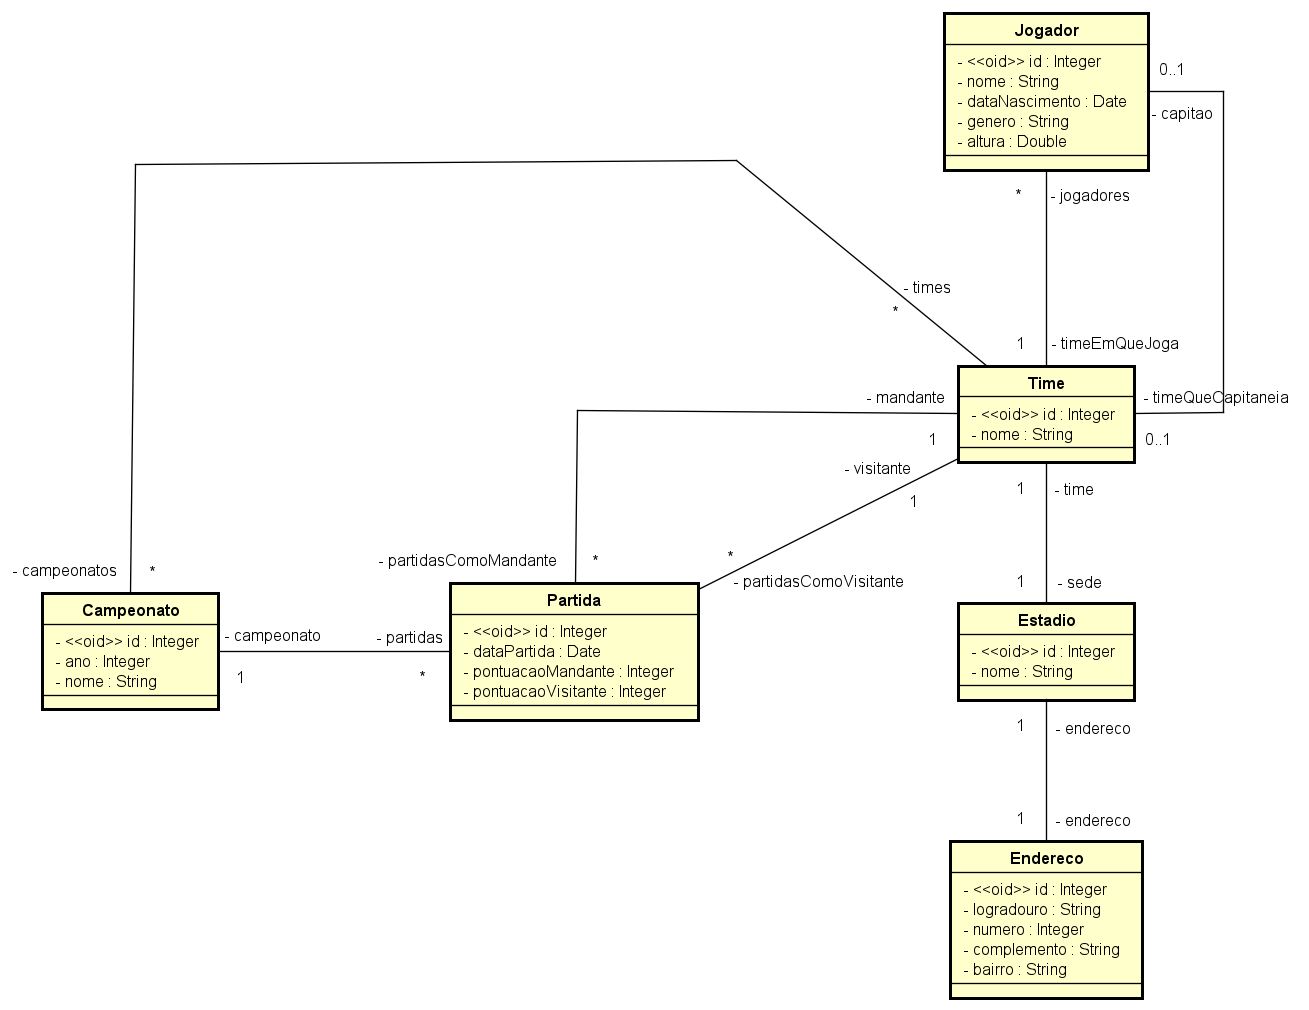 Jogador
- <<oid>> id : Integer
- nome : String
- dataNascimento : Date
- genero : String
- altura : Double
0..1
- capitao
*
- jogadores
- times
*
1
- timeEmQueJoga
Time
- <<oid>> id : Integer
- nome : String
- mandante
1
- timeQueCapitaneia
0..1
- visitante
1
1
- time
- partidasComoMandante
*
*
- partidasComoVisitante
1
- sede
- campeonatos
*
Campeonato
- <<oid>> id : Integer
- ano : Integer
- nome : String
- campeonato
1
- partidas
*
Partida
- <<oid>> id : Integer
- dataPartida : Date
- pontuacaoMandante : Integer
- pontuacaoVisitante : Integer
Estadio
- <<oid>> id : Integer
- nome : String
1
- endereco
1
- endereco
Endereco
- <<oid>> id : Integer
- logradouro : String
- numero : Integer
- complemento : String
- bairro : String